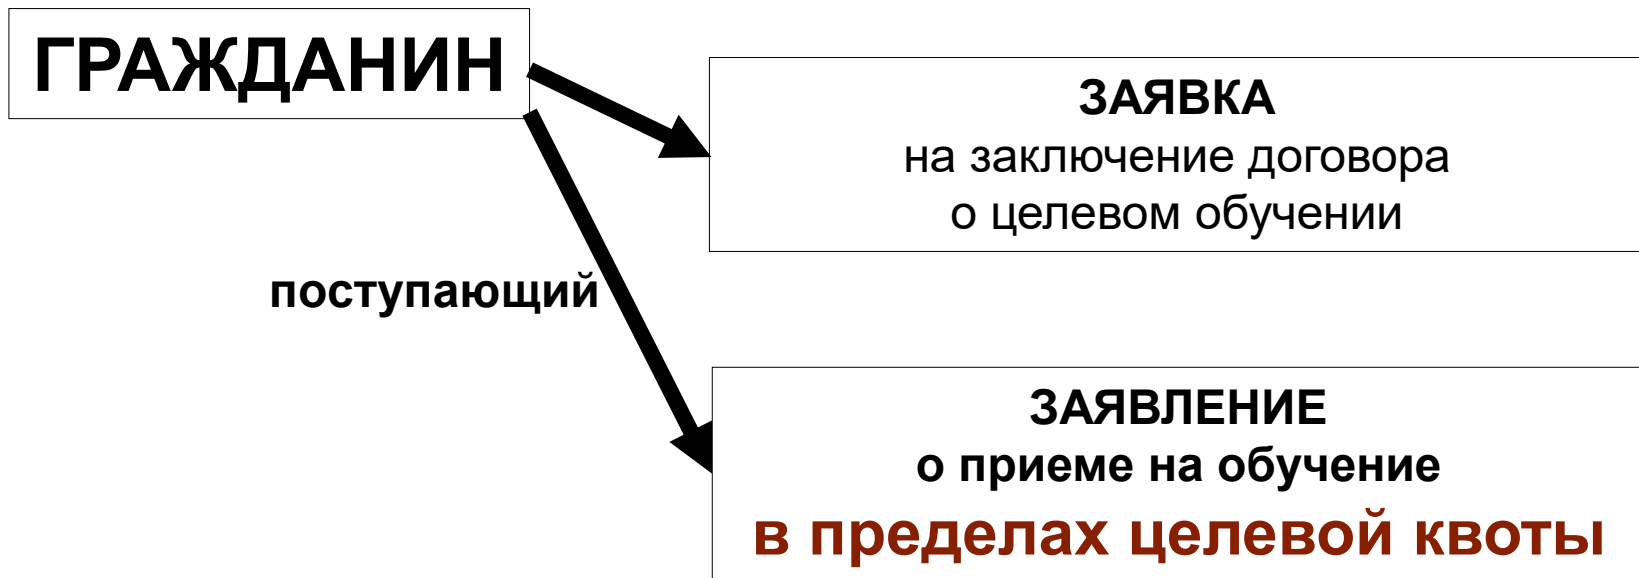 ГРАЖДАНИН
ЗАЯВКА
на заключение договора
о целевом обучении
поступающий
ЗАЯВЛЕНИЕ
о приеме на обучение
в пределах целевой квоты